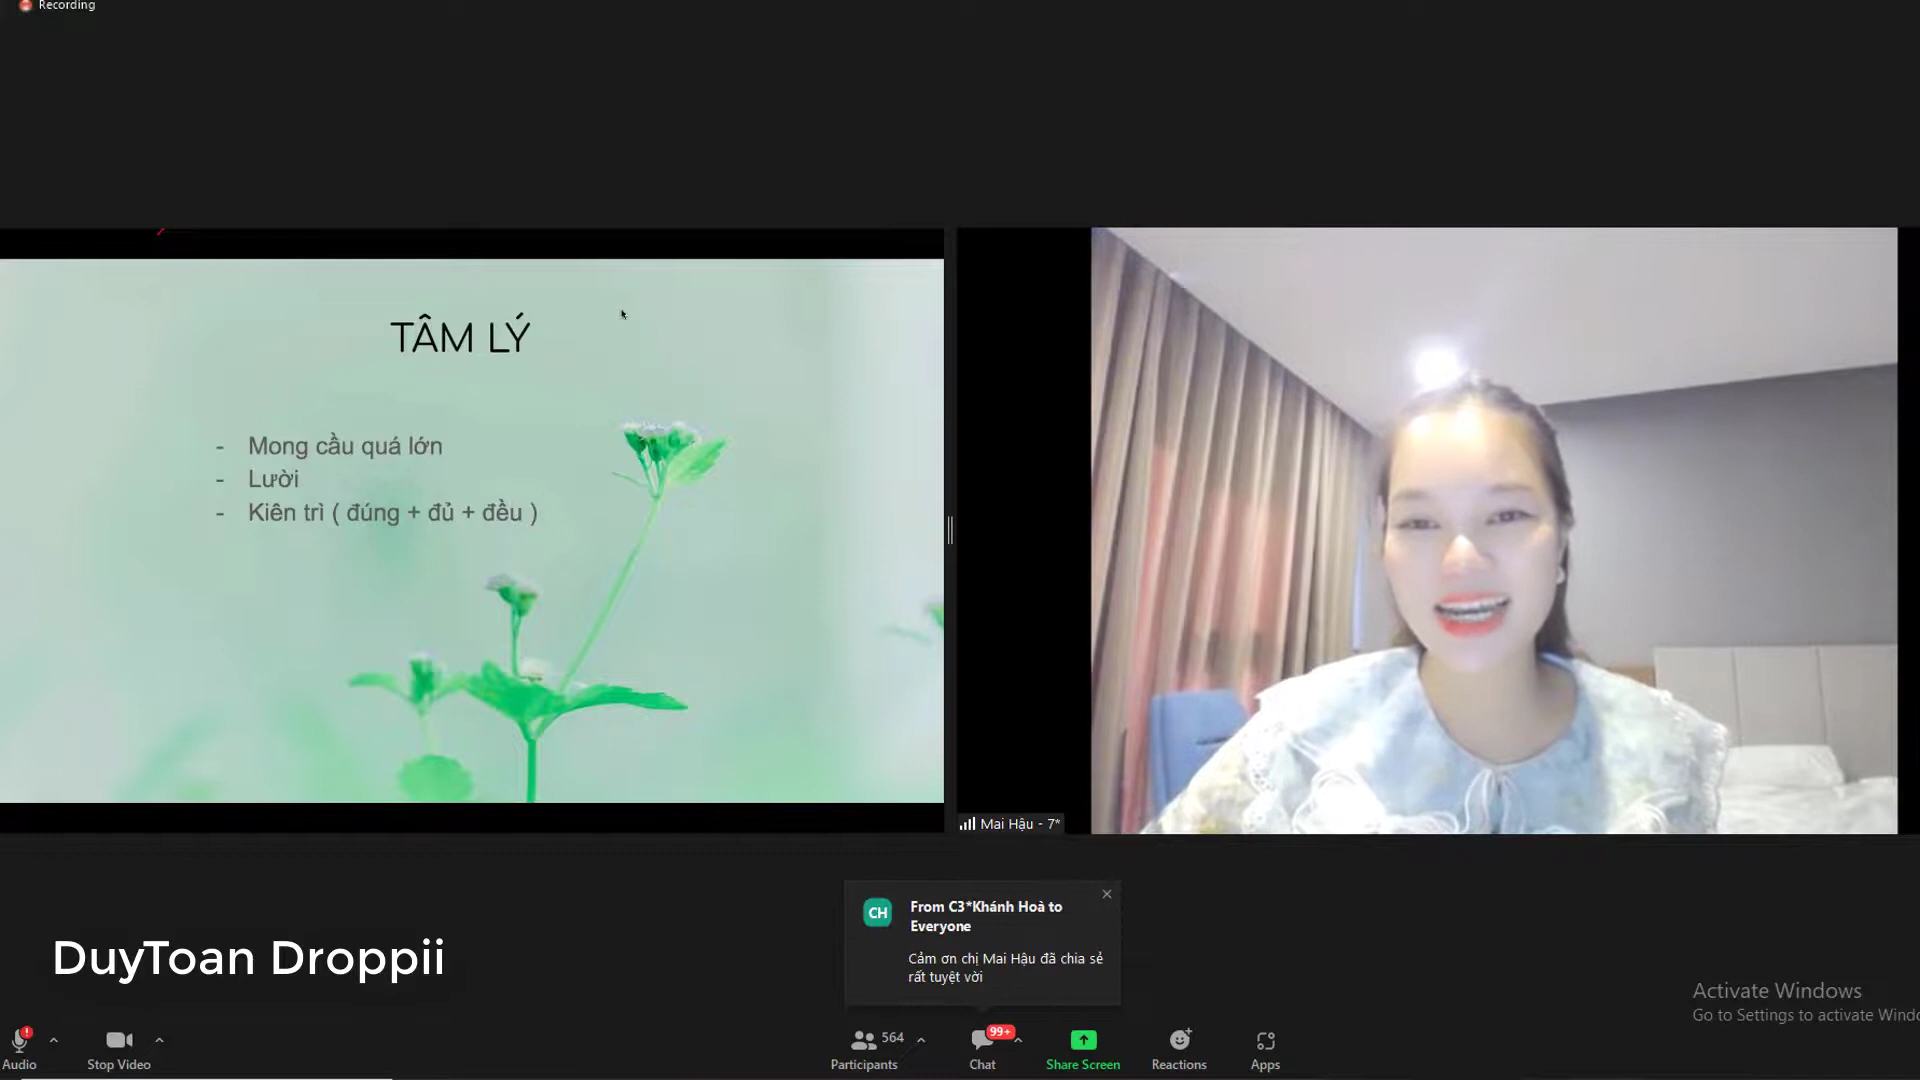 Recording
TÂM LÝ
- Mong cầu quá lớn
- Lười
- Kiên trì ( đúng + đủ + đều )
Mai Hậu - 7*
CH
From C3*Khánh Hoà to
Everyone
Cảm ơn chị Mai Hậu đã chia sẻ
rất tuyệt vời
DuyToan Droppii
Activate Windows
Go to Settings to activate Windo
Audio
Stop Video
564
Participants
99+
Chat
Share Screen
Reactions
Apps